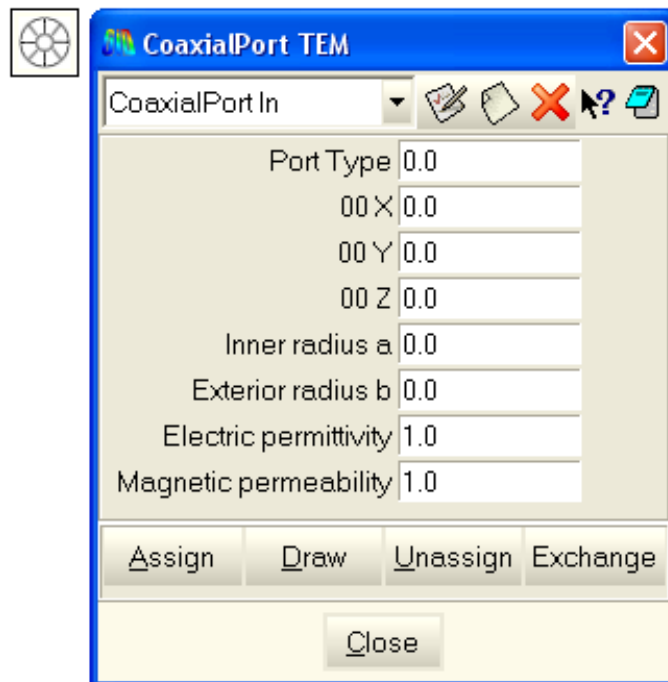 CoaxialPort TEM
CoaxialPort In
Port Type 0.0
00 X 0.0
00 Y 0.0
00 Z 0.0
Inner radius a 0.0
Exterior radius b 0.0
Electric permittivity 1.0
Magnetic permeability 1.0
Assign Draw Unassign Exchange
Close